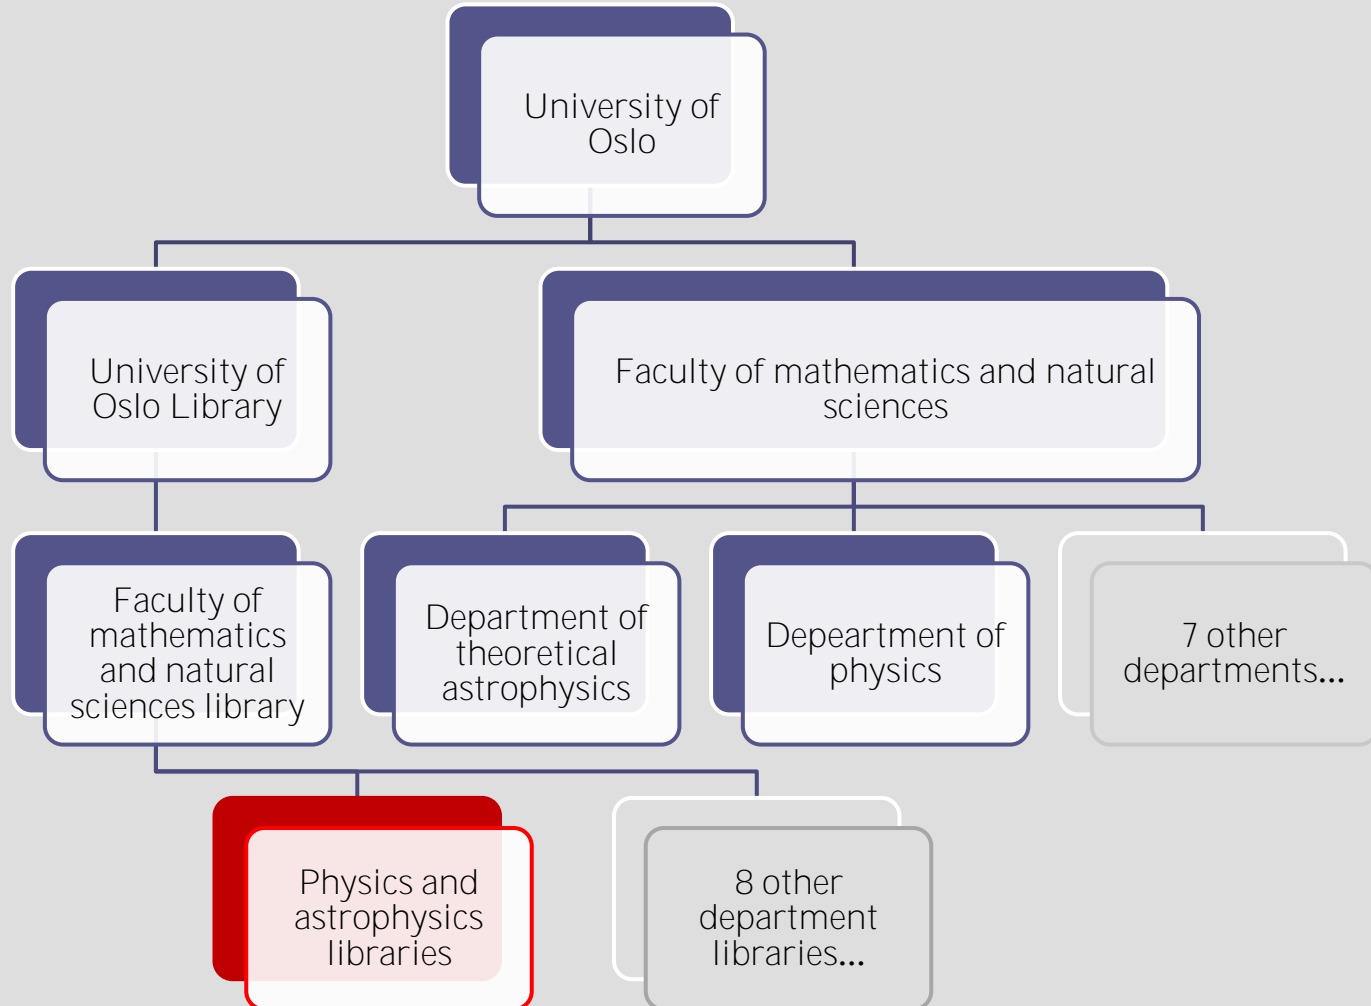 University of
Oslo
University of
Oslo Library
Faculty of mathematics and natural
sciences
Faculty of
mathematics
and natural
sciences library
Department of
theoretical
astrophysics
Depeartment of
physics
7 other
departments...
Physics and
astrophysics
libraries
8 other
department
libraries...